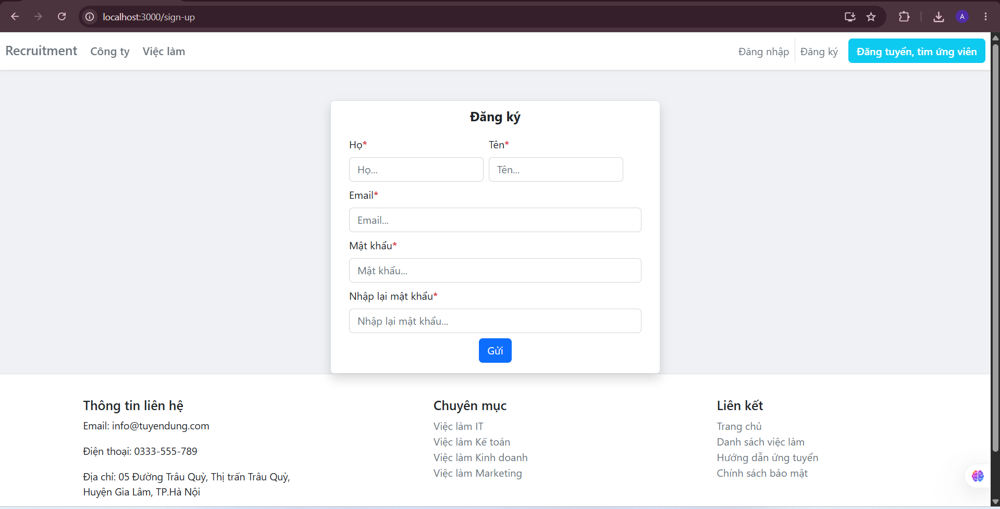 localhost:3000/sign-up
A
Recruitment Công ty Việc làm Đăng nhập Đăng ký Đăng tuyển, tìm ứng viên
Đăng ký
Họ* Tên*
Họ... Tên...
Email*
Email...
Mật khẩu*
Mật khẩu...
Nhập lại mật khẩu*
Nhập lại mật khẩu...
Gửi
Thông tin liên hệ
Email: info@tuyendung.com
Điện thoại: 0333-555-789
Địa chỉ: 05 Đường Trâu Quỳ, Thị trấn Trâu Quỳ,
Huyện Gia Lâm, TP.Hà Nội
Chuyên mục
Việc làm IT
Việc làm Kế toán
Việc làm Kinh doanh
Việc làm Marketing
Liên kết
Trang chủ
Danh sách việc làm
Hướng dẫn ứng tuyển
Chính sách bảo mật